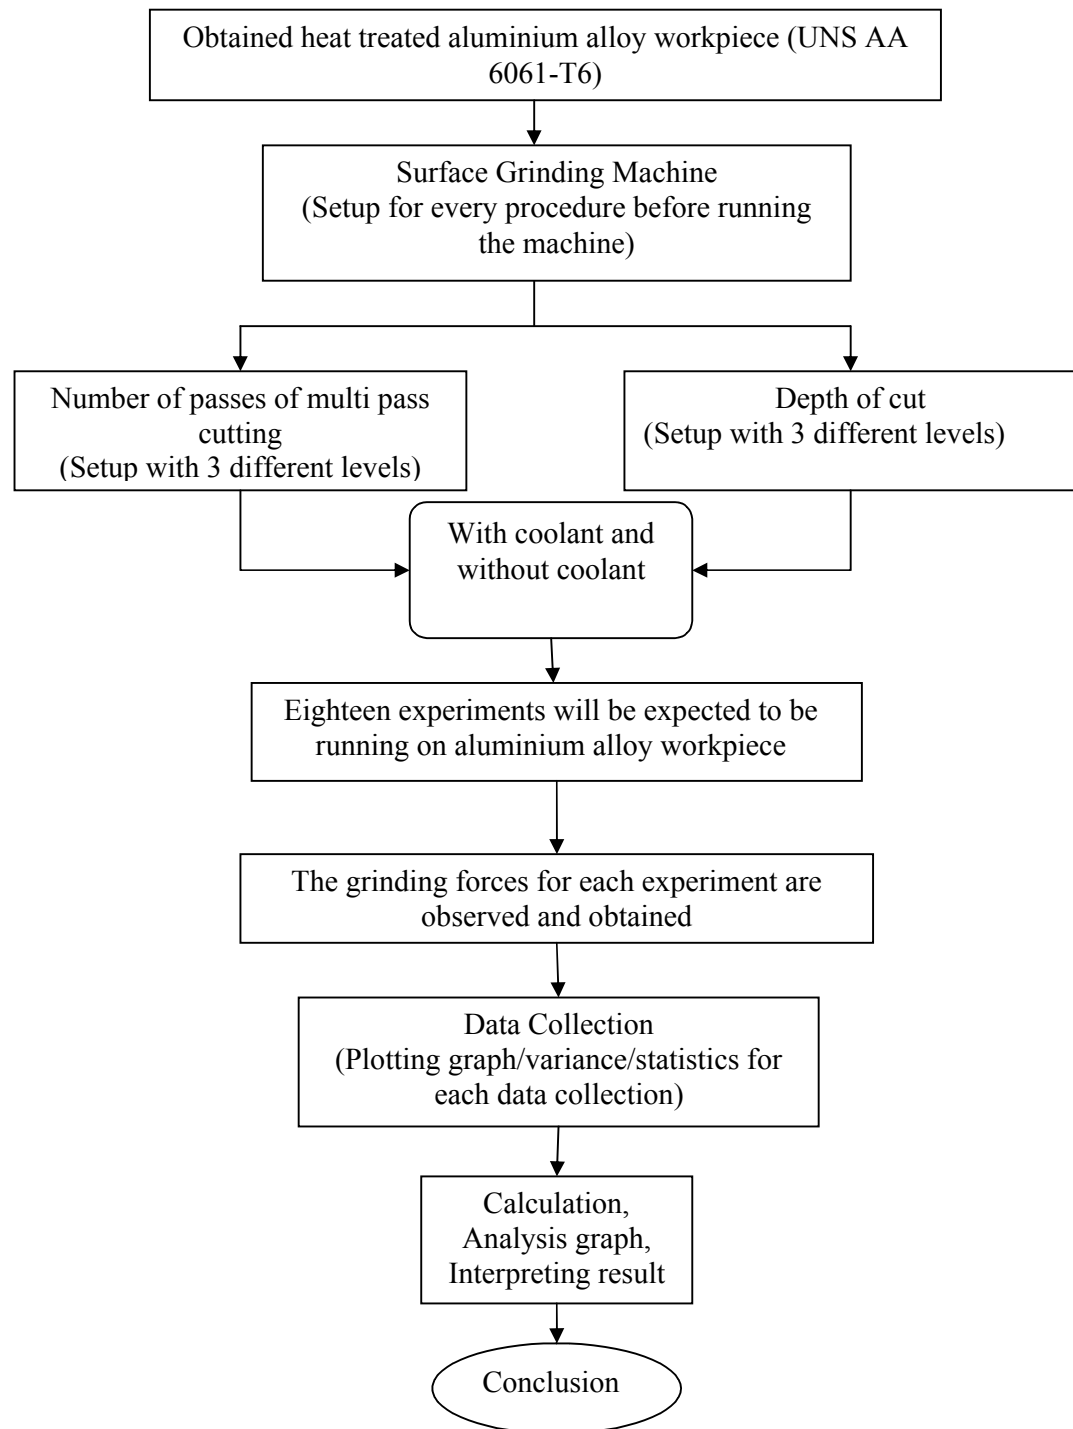 Obtained heat treated aluminium alloy workpiece (UNS AA
6061-T6)
Surface Grinding Machine
(Setup for every procedure before running
the machine)
Number of passes of multi pass
cutting
(Setup with 3 different levels)
Depth of cut
(Setup with 3 different levels)
With coolant and
without coolant
Eighteen experiments will be expected to be
running on aluminium alloy workpiece
The grinding forces for each experiment are
observed and obtained
Data Collection
(Plotting graph/variance/statistics for
each data collection)
Calculation,
Analysis graph,
Interpreting result
Conclusion